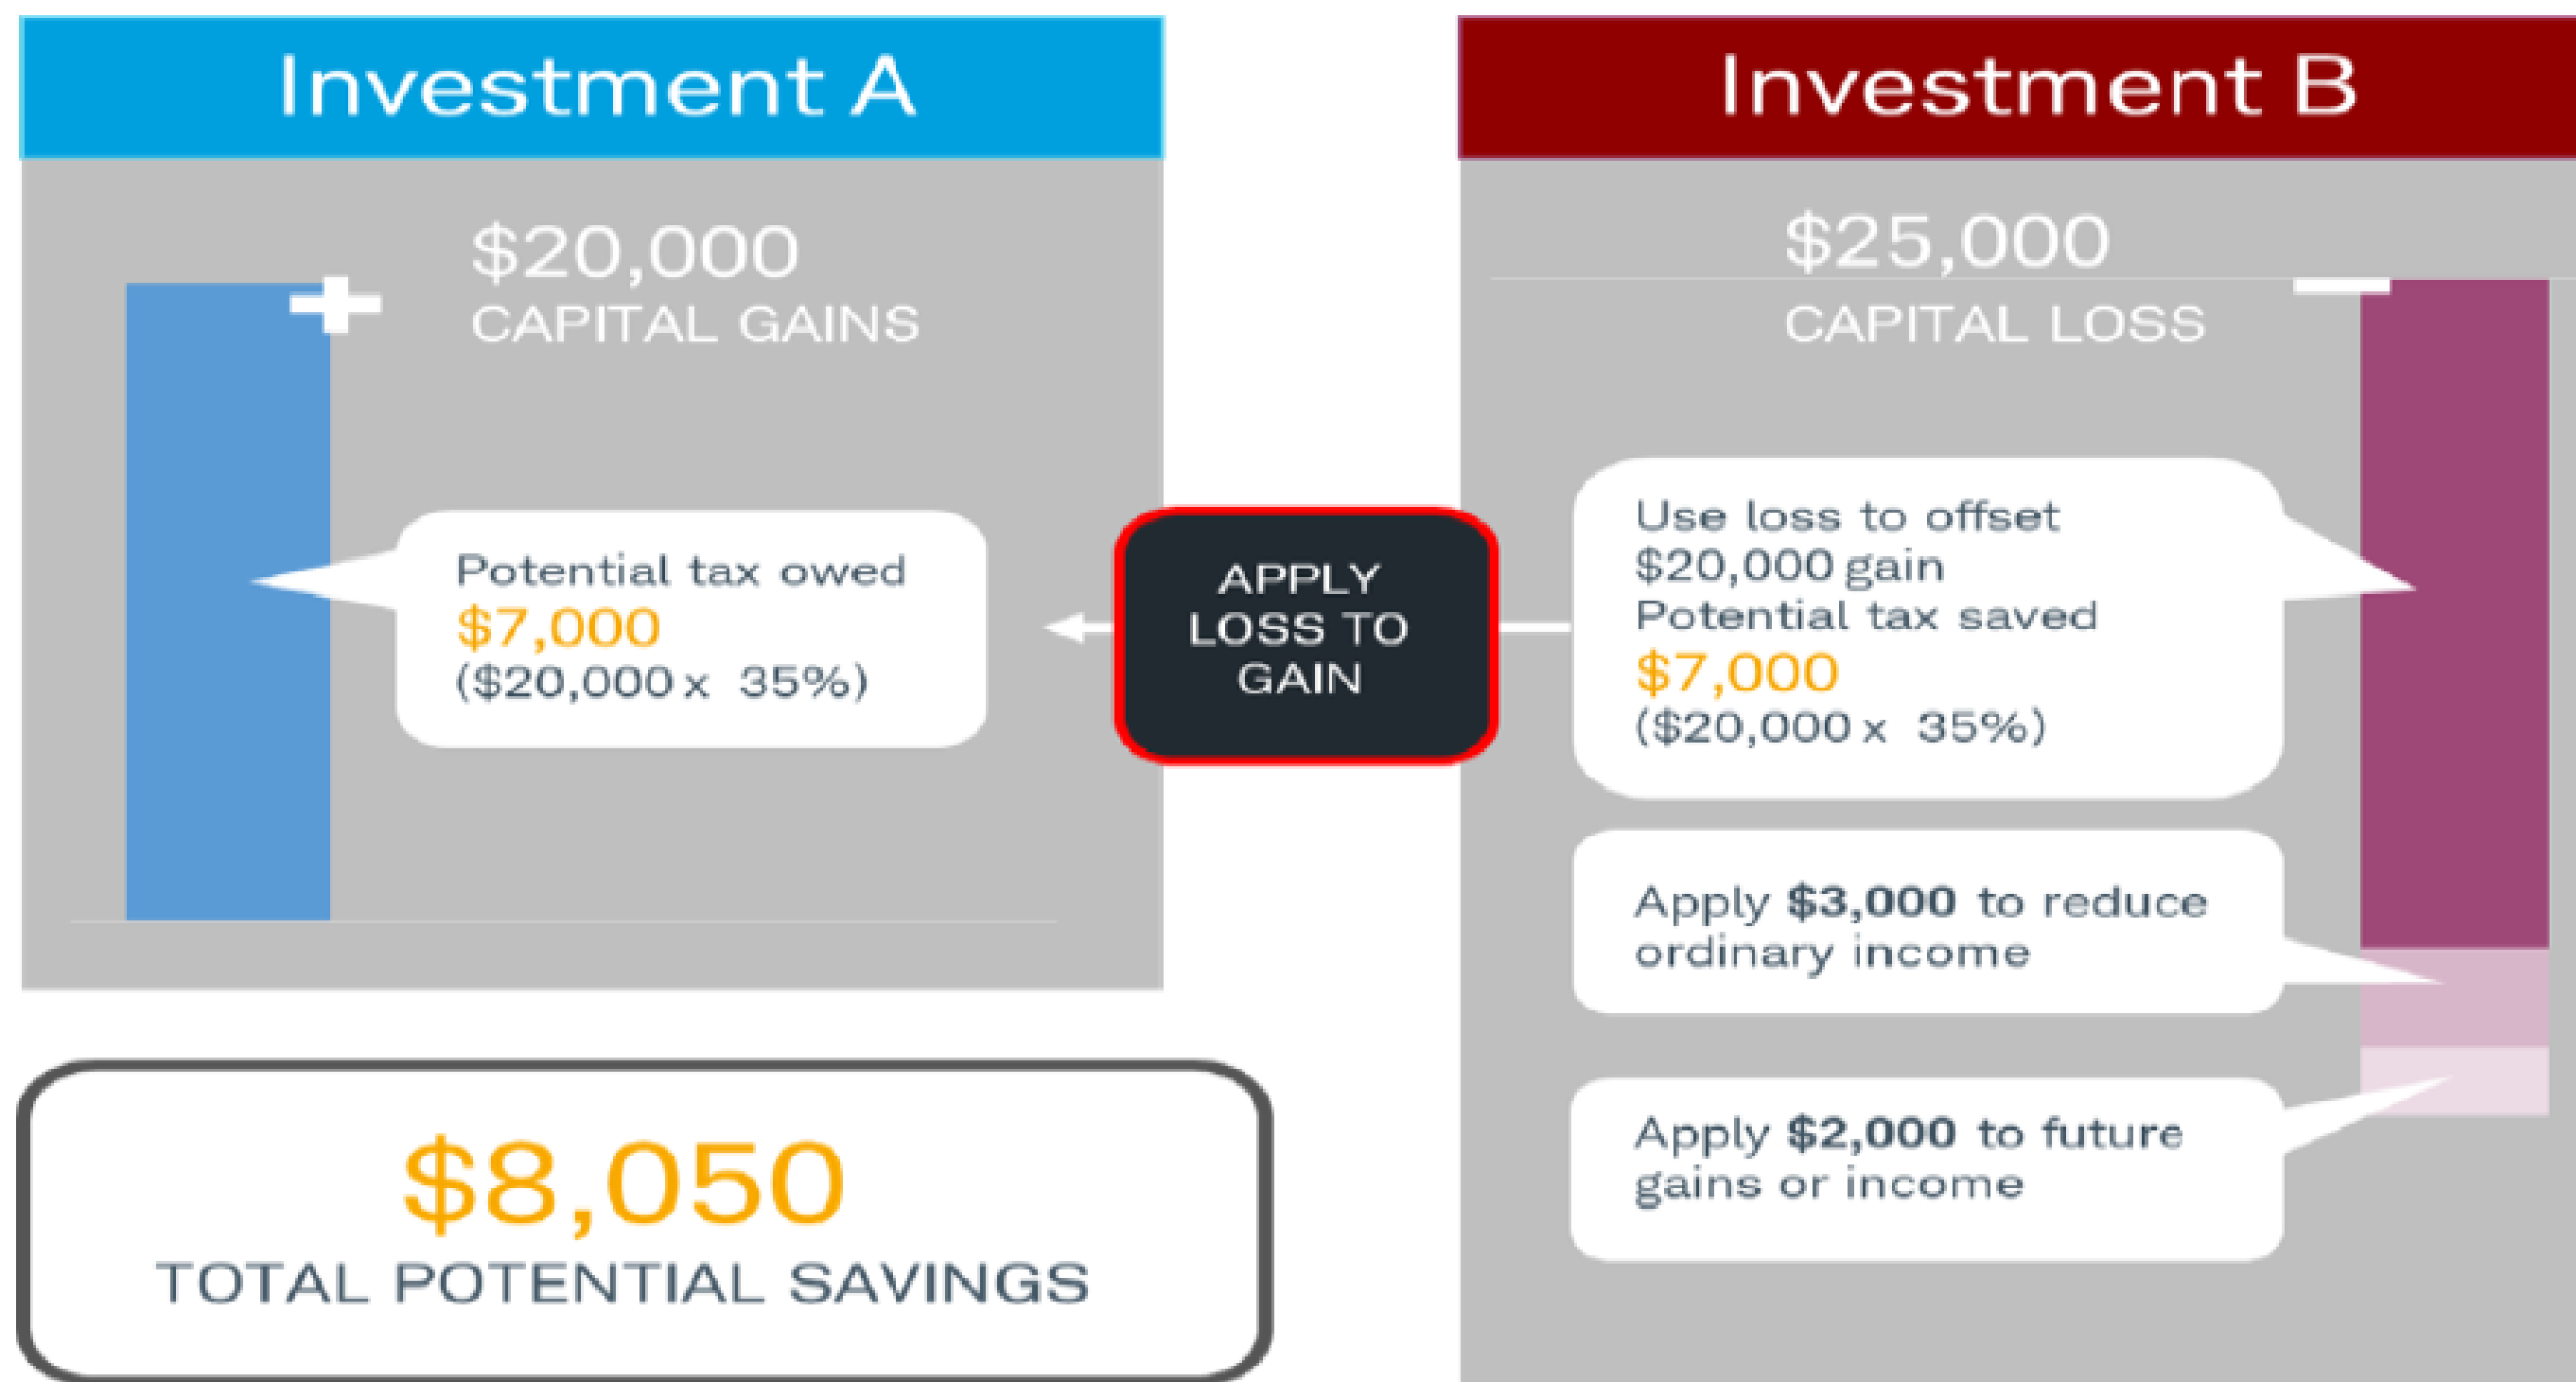 Investment A
$20,000
CAPITAL GAINS
Potential tax owed
$7,000
($20,000 x 35%)
APPLY
LOSS TO
GAIN
Investment B
$25,000
CAPITAL LOSS
Use loss to offset
$20,000 gain
Potential tax saved
$7,000
($20,000 x 35%)
Apply $3,000 to reduce
ordinary income
Apply $2,000 to future
gains or income
$8,050
TOTAL POTENTIAL SAVINGS